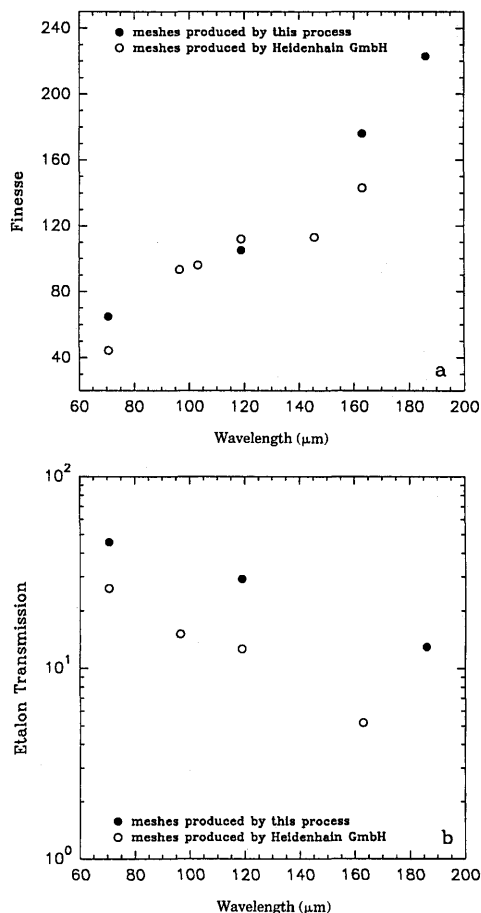 240
200
160
120
80
40
Finesse
● meshes produced by this process
○ meshes produced by Heidenhain GmbH
a
60 80 100 120 140 160 180 200
Wavelength (μm)
10²
10¹
10⁰
Etalon Transmission
● meshes produced by this process
○ meshes produced by Heidenhain GmbH
b
60 80 100 120 140 160 180 200
Wavelength (μm)